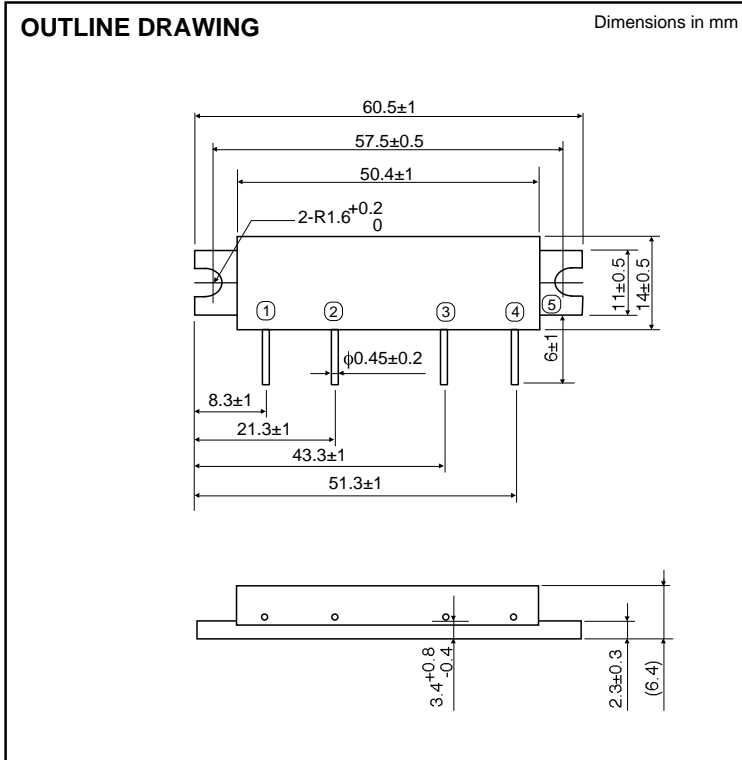 OUTLINE DRAWING
Dimensions in mm
60.5±1
57.5±0.5
50.4±1
2-R1.6 +0.2 0
11±0.5
14±0.5
① ② ③ ④ ⑤
6±1
ϕ0.45±0.2
8.3±1
21.3±1
43.3±1
51.3±1
3.4 +0.8 -0.4
2.3±0.3
(6.4)